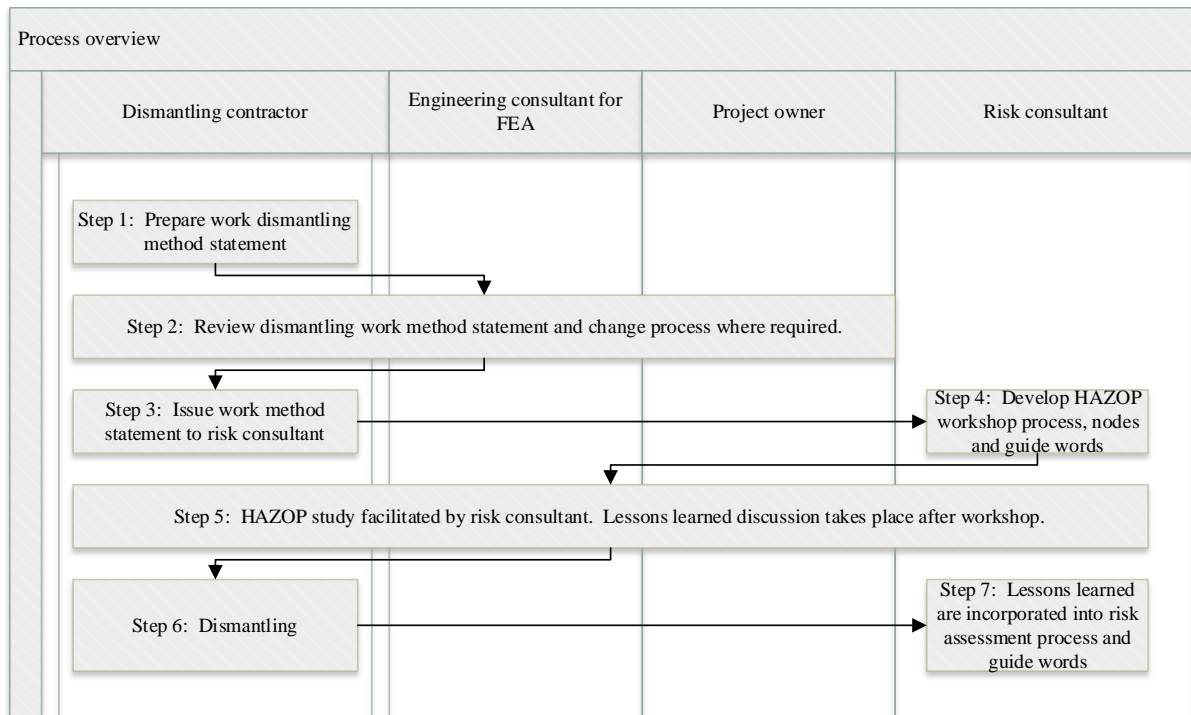 Process overview
Dismantling contractor
Engineering consultant for
FEA
Project owner
Risk consultant
Step 1:  Prepare work dismantling
method statement
Step 2:  Review dismantling work method statement and change process where required.
Step 3:  Issue work method
statement to risk consultant
Step 4:  Develop HAZOP
workshop process, nodes
and guide words
Step 5:  HAZOP study facilitated by risk consultant.  Lessons learned discussion takes place after workshop.
Step 6:  Dismantling
Step 7:  Lessons learned
are incorporated into risk
assessment process and
guide words